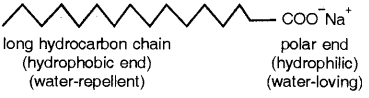 COO⁻Na⁺
long hydrocarbon chain
(hydrophobic end)
(water-repellent)
polar end
(hydrophilic)
(water-loving)